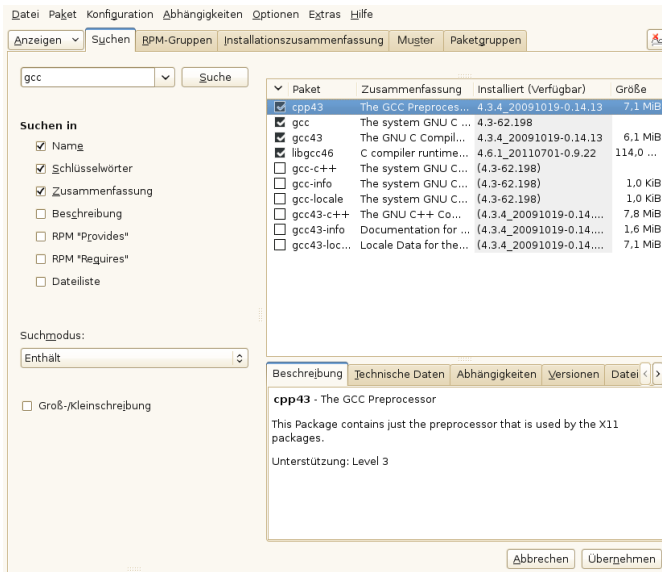 Datei Paket Konfiguration Abhängigkeiten Optionen Extras Hilfe
Anzeigen Suchen RPM-Gruppen Installationszusammenfassung Muster Paketgruppen
gcc Suche
Suchen in
Name
Schlüsselwörter
Zusammenfassung
Beschreibung
RPM "Provides"
RPM "Requires"
Dateiliste
Suchmodus:
Enthält
Groß-/Kleinschreibung
Paket Zusammenfassung Installiert (Verfügbar) Größe
cpp43 The GCC Preproces... 4.3.4_20091019-0.14.13 7,1 MiB
gcc The system GNU C ... 4.3-62.198
gcc43 The GNU C Compil... 4.3.4_20091019-0.14.13 6,1 MiB
libgcc46 C compiler runtime... 4.6.1_20110701-0.9.22 114,0 ...
gcc-c++ The system GNU C... (4.3-62.198)
gcc-info The system GNU C... (4.3-62.198) 1,0 KiB
gcc-locale The system GNU C... (4.3-62.198) 1,0 KiB
gcc43-c++ The GNU C++ Co... (4.3.4_20091019-0.14.... 7,8 MiB
gcc43-info Documentation for ... (4.3.4_20091019-0.14.... 1,6 MiB
gcc43-loc... Locale Data for the... (4.3.4_20091019-0.14.... 7,1 MiB
Beschreibung Technische Daten Abhängigkeiten Versionen Datei
cpp43 - The GCC Preprocessor
This Package contains just the preprocessor that is used by the X11
packages.
Unterstützung: Level 3
Abbrechen Übernehmen